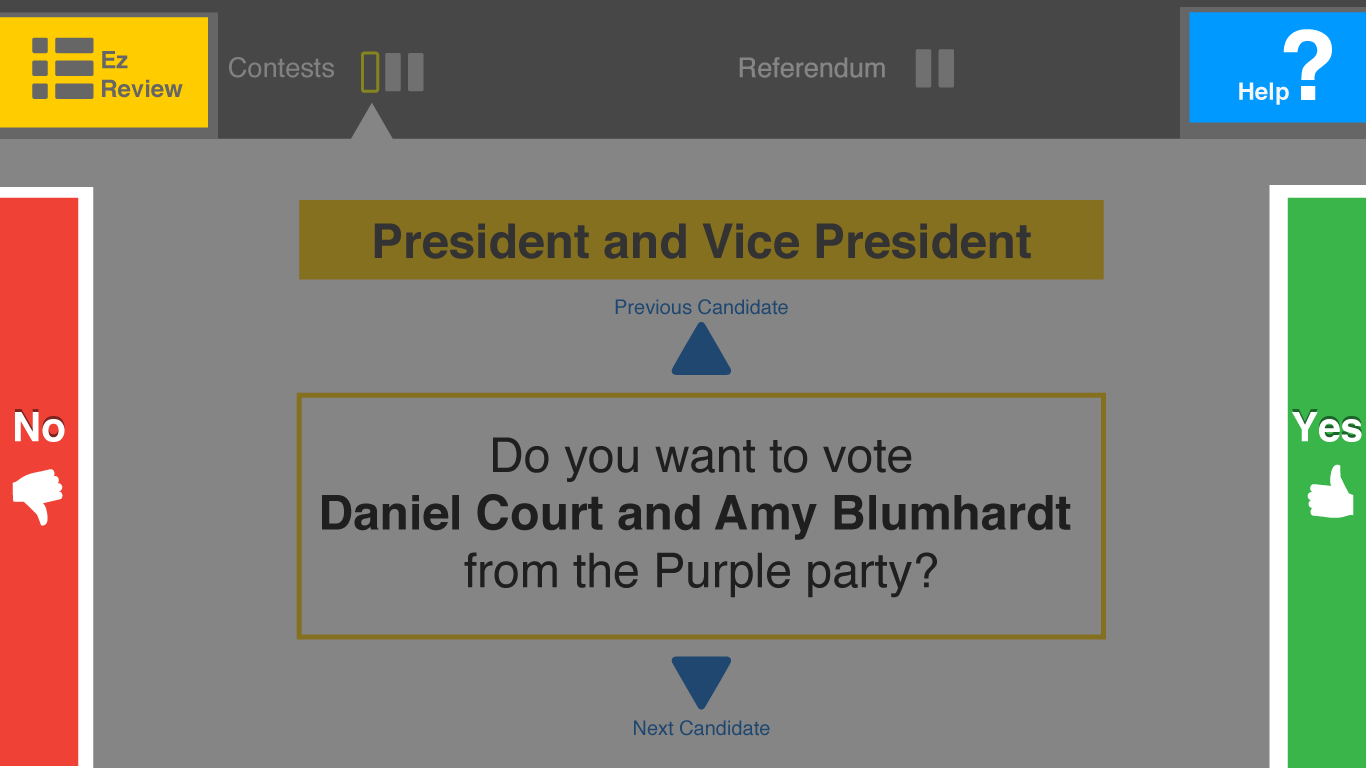 Ez
Review
Contests
Referendum
Help
?
President and Vice President
Previous Candidate
No
Yes
Do you want to vote
Daniel Court and Amy Blumhardt
from the Purple party?
Next Candidate